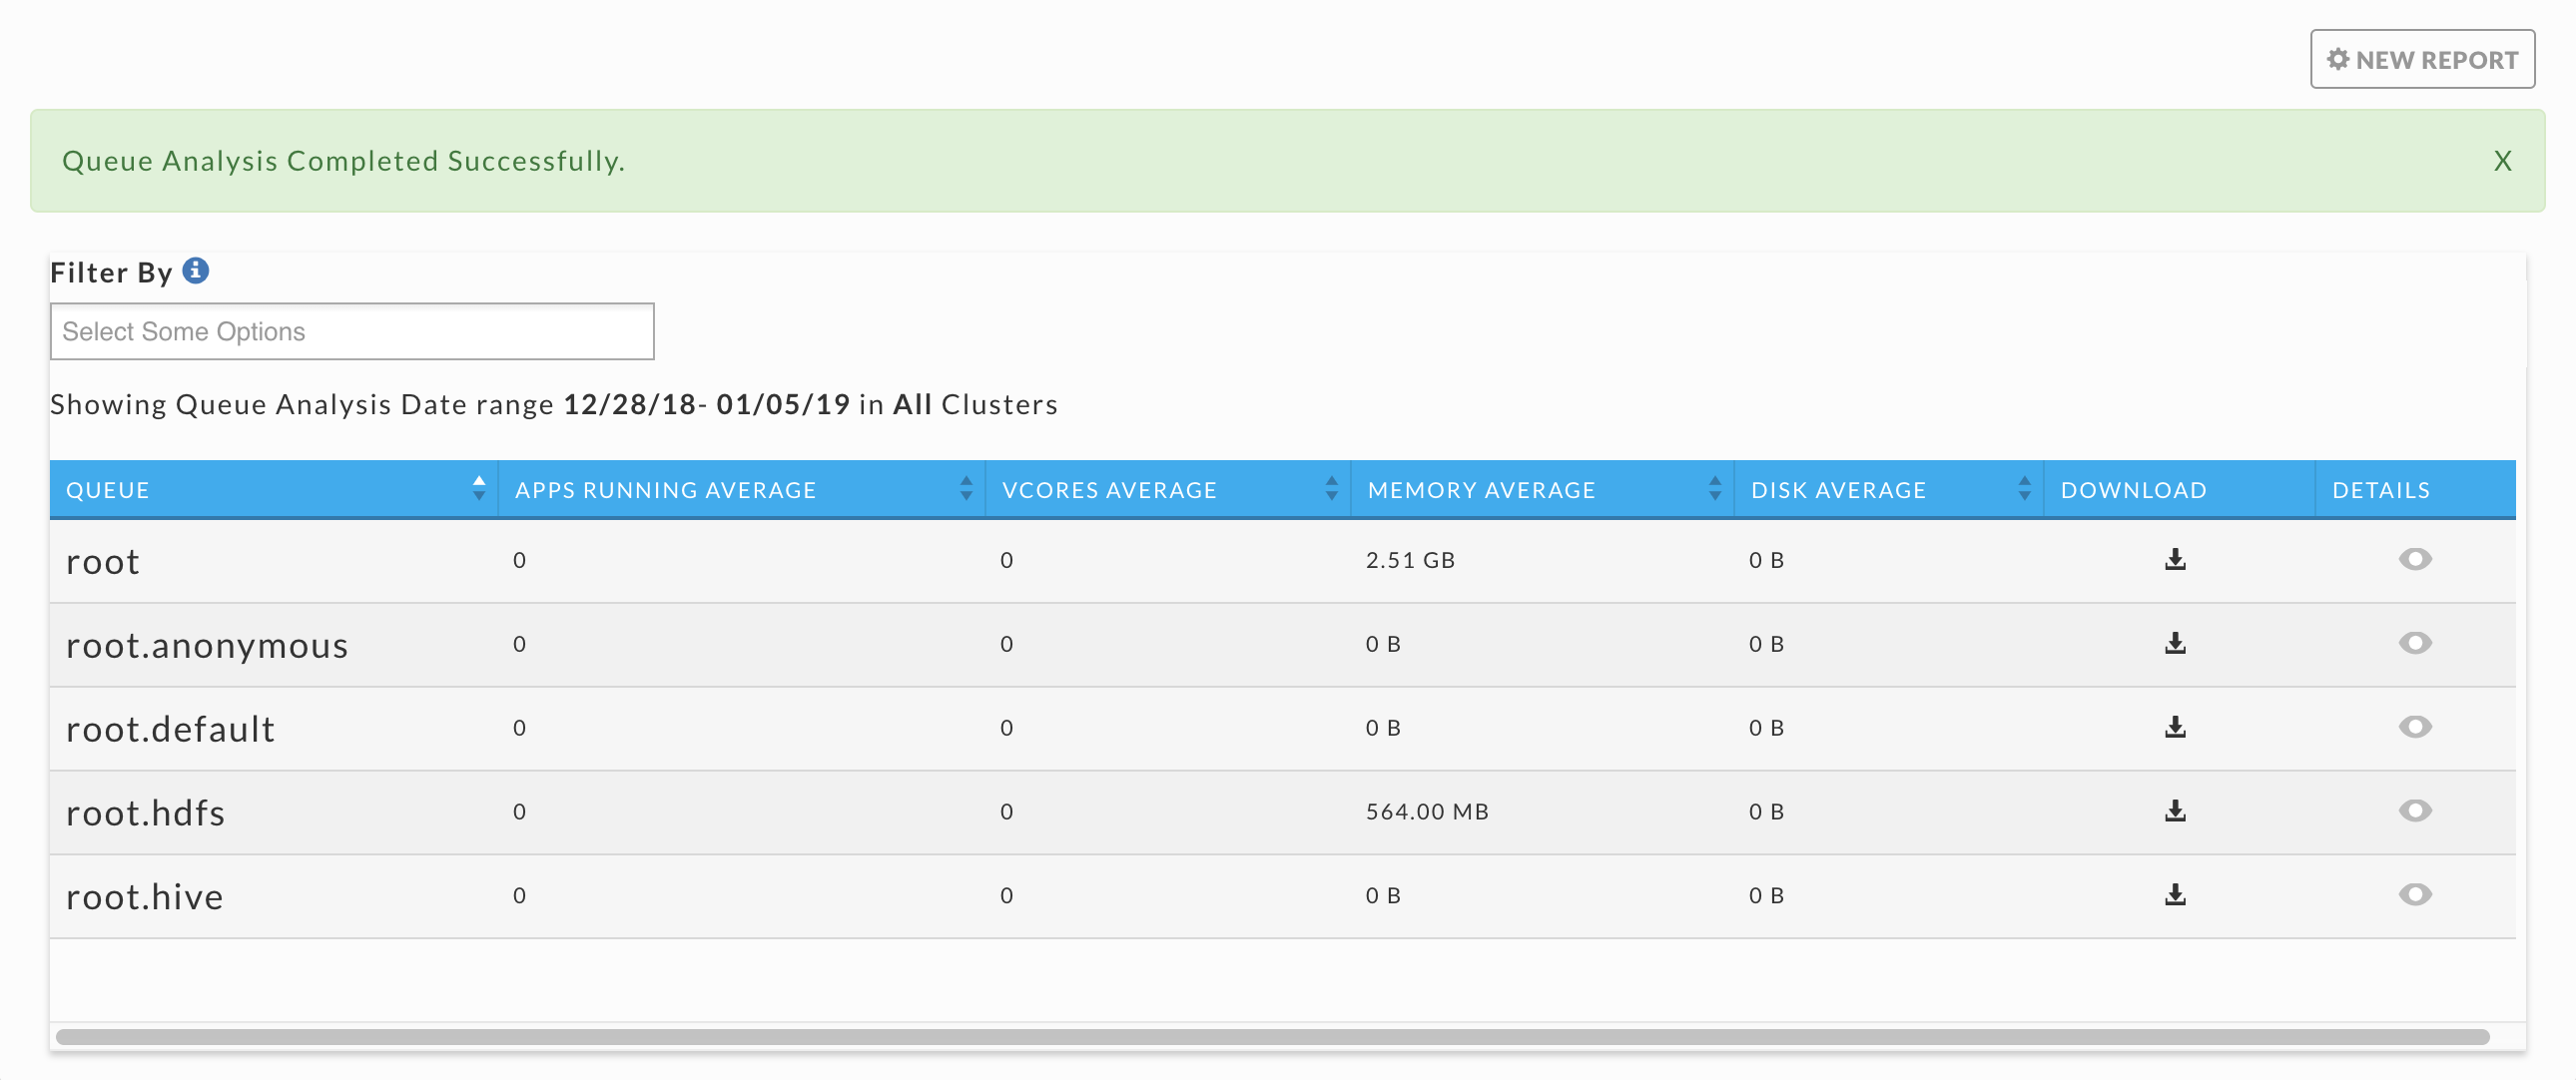 NEW REPORT
Queue Analysis Completed Successfully.
X
Filter By
Select Some Options
Showing Queue Analysis Date range 12/28/18- 01/05/19 in All Clusters
QUEUE APPS RUNNING AVERAGE VCORES AVERAGE MEMORY AVERAGE DISK AVERAGE DOWNLOAD DETAILS
root 0 0 2.51 GB 0 B
root.anonymous 0 0 0 B 0 B
root.default 0 0 0 B 0 B
root.hdfs 0 0 564.00 MB 0 B
root.hive 0 0 0 B 0 B